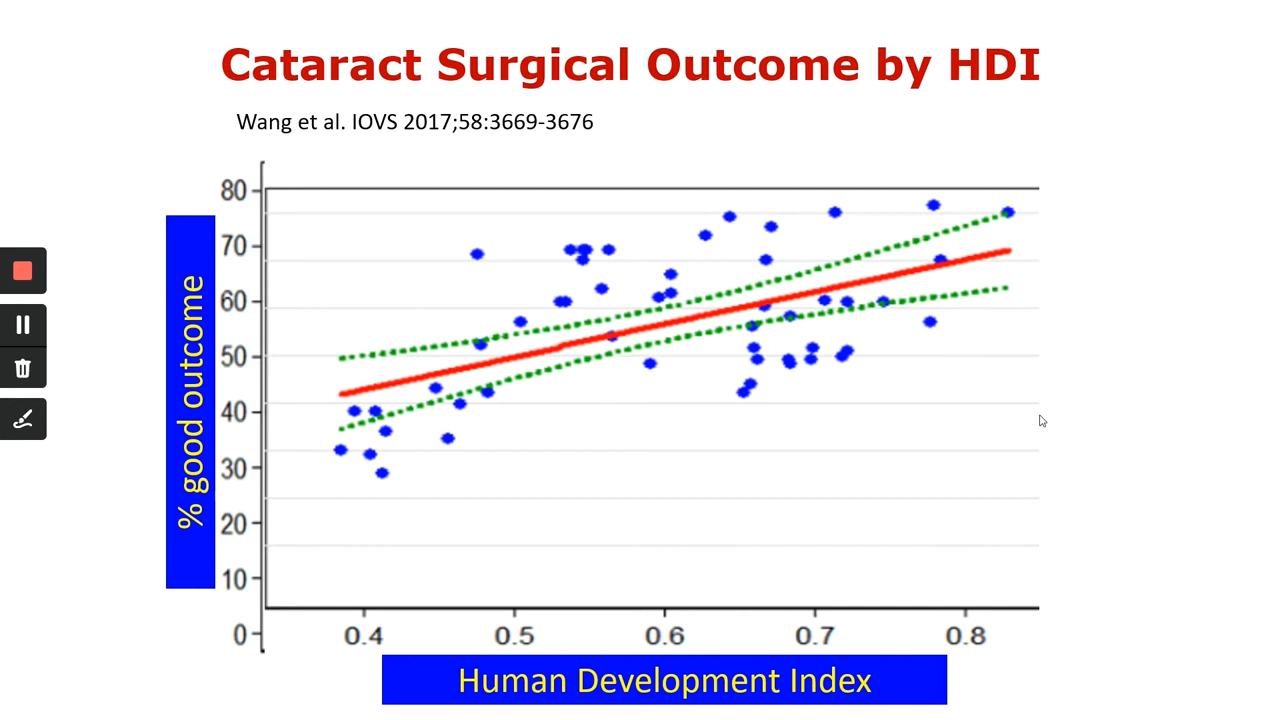 Cataract Surgical Outcome by HDI
Wang et al. IOVS 2017;58:3669-3676
% good outcome
80
70
60
50
40
30
20
10
0
0.4 0.5 0.6 0.7 0.8
Human Development Index